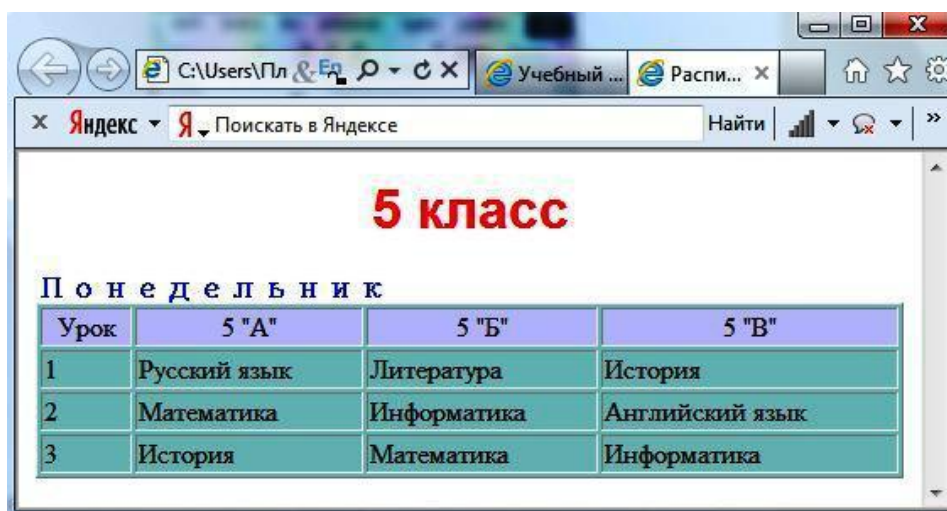 C:\Users\Пл
Учебный ...
Распи...
Яндекс Я Поискать в Яндексе Найти
5 класс
Понедельник
Урок 5 "А" 5 "Б" 5 "В"
1 Русский язык Литература История
2 Математика Информатика Английский язык
3 История Математика Информатика